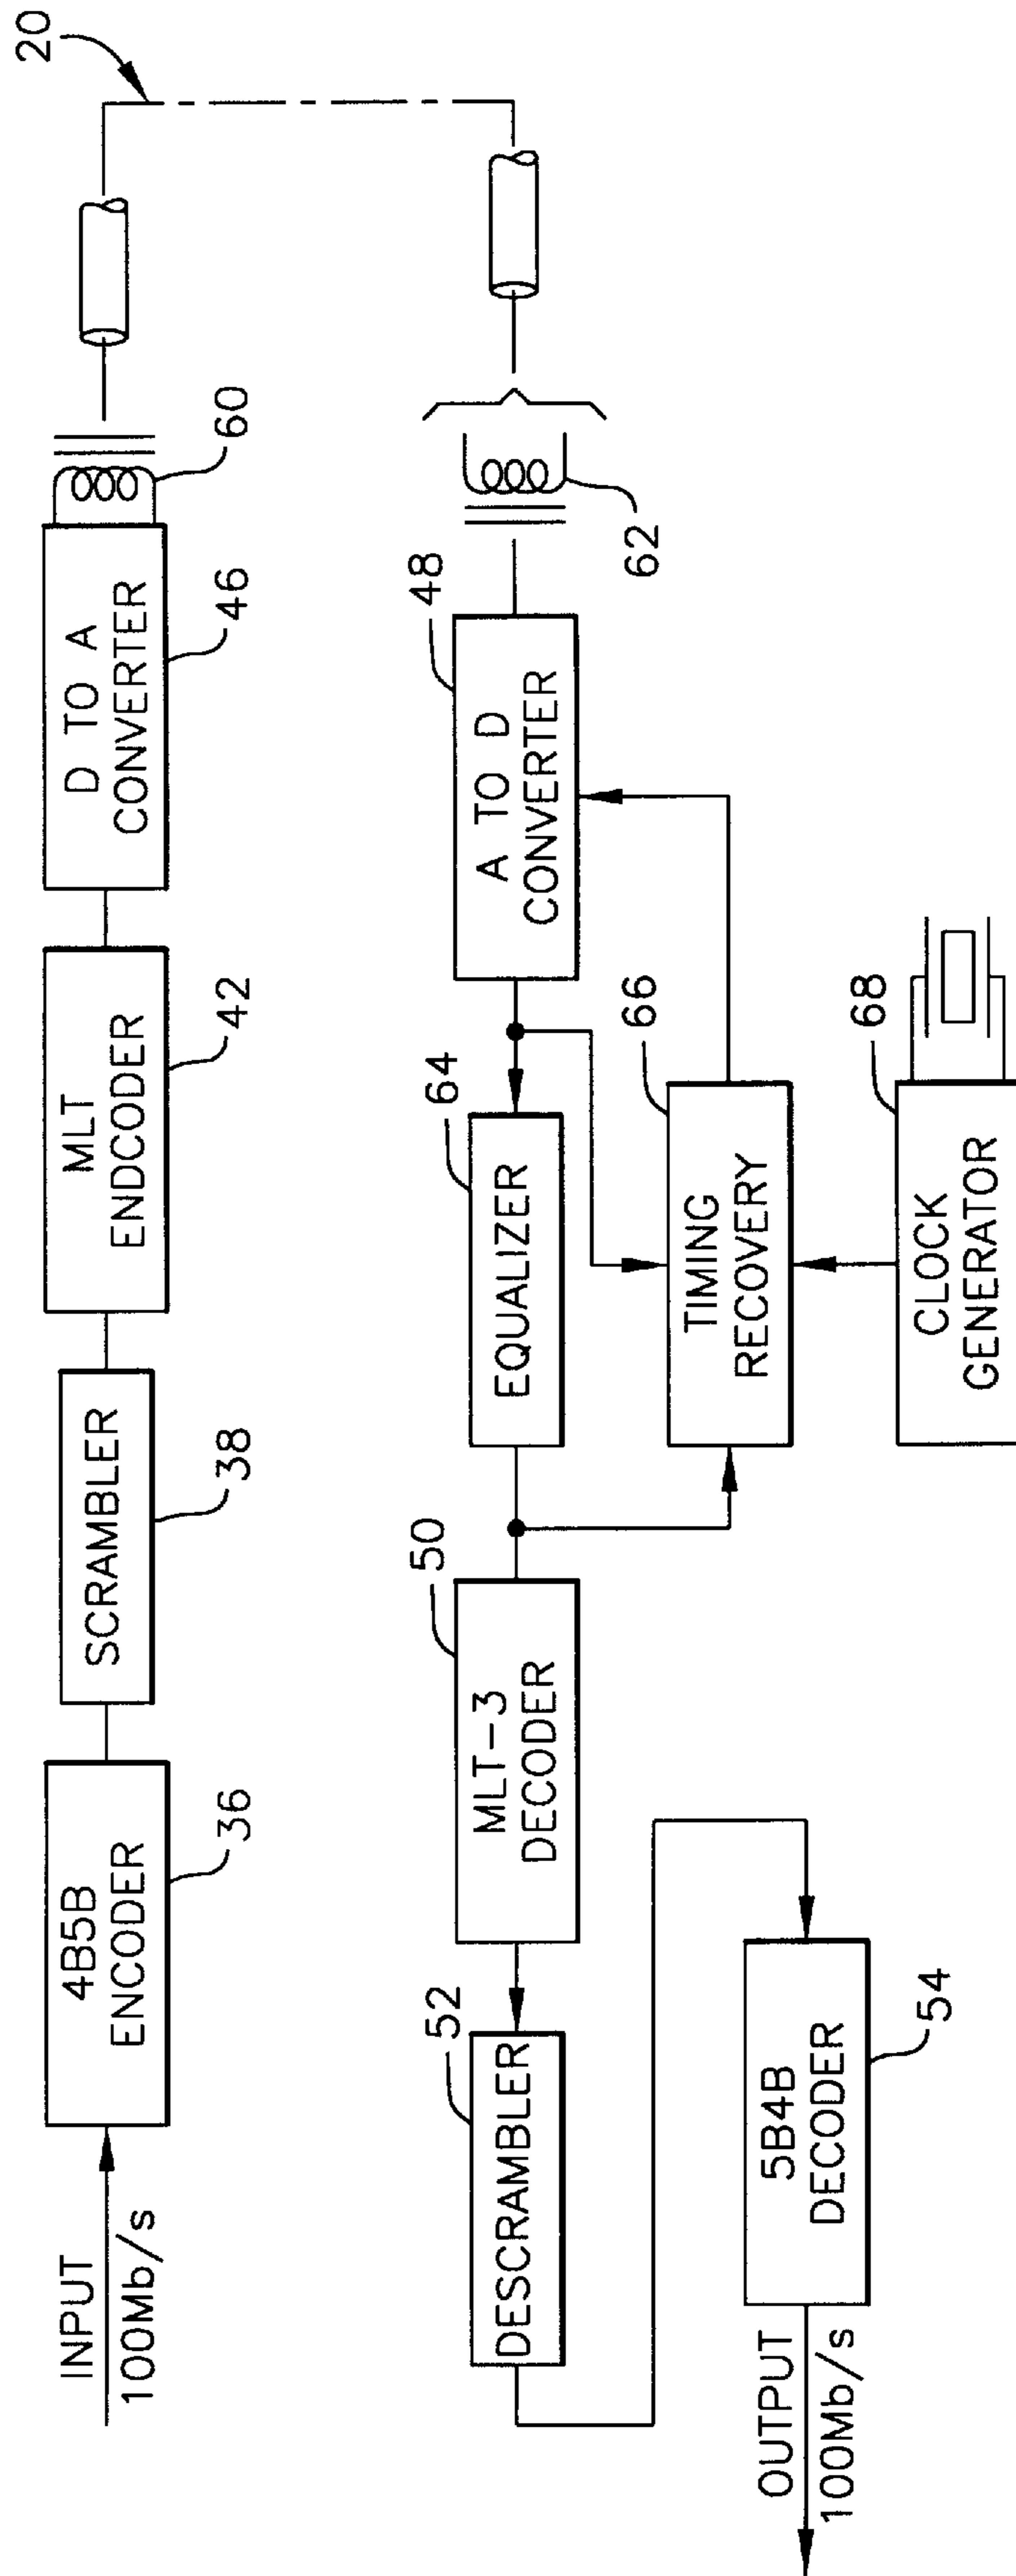 INPUT
100Mb/s
4B5B
ENCODER
36
SCRAMBLER
38
MLT
ENDCODER
42
D TO A
CONVERTER
46
60
20
62
48
A TO D
CONVERTER
64
EQUALIZER
66
TIMING
RECOVERY
68
CLOCK
GENERATOR
50
MLT-3
DECODER
52
DESCRAMBLER
5B4B
DECODER
54
OUTPUT
100Mb/s